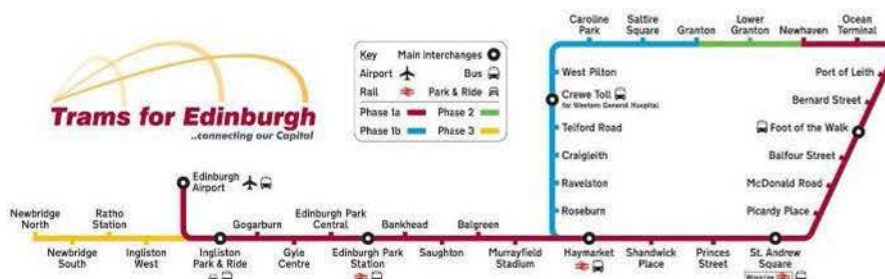 Trams for Edinburgh
...connecting our Capital
Key Main interchanges
Airport Bus
Rail Park & Ride
Phase 1a Phase 2
Phase 1b Phase 3
Caroline
Park
Saltire
Square
Granton
Lower
Granton
Newhaven
Ocean
Terminal
West Pilton
Crewe Toll
for Western General Hospital
Telford Road
Craigleith
Ravelston
Roseburn
Port of Leith
Bernard Street
Foot of the Walk
Balfour Street
McDonald Road
Picardy Place
Edinburgh
Airport
Newbridge
North
Ratho
Station
Gogarburn
Edinburgh Park
Central
Bankhead
Balgreen
Newbridge
South
Ingliston
West
Ingliston
Park & Ride
Gyle
Centre
Edinburgh Park
Station
Saughton
Murrayfield
Stadium
Haymarket
Shandwick
Place
Princes
Street
St. Andrew
Square